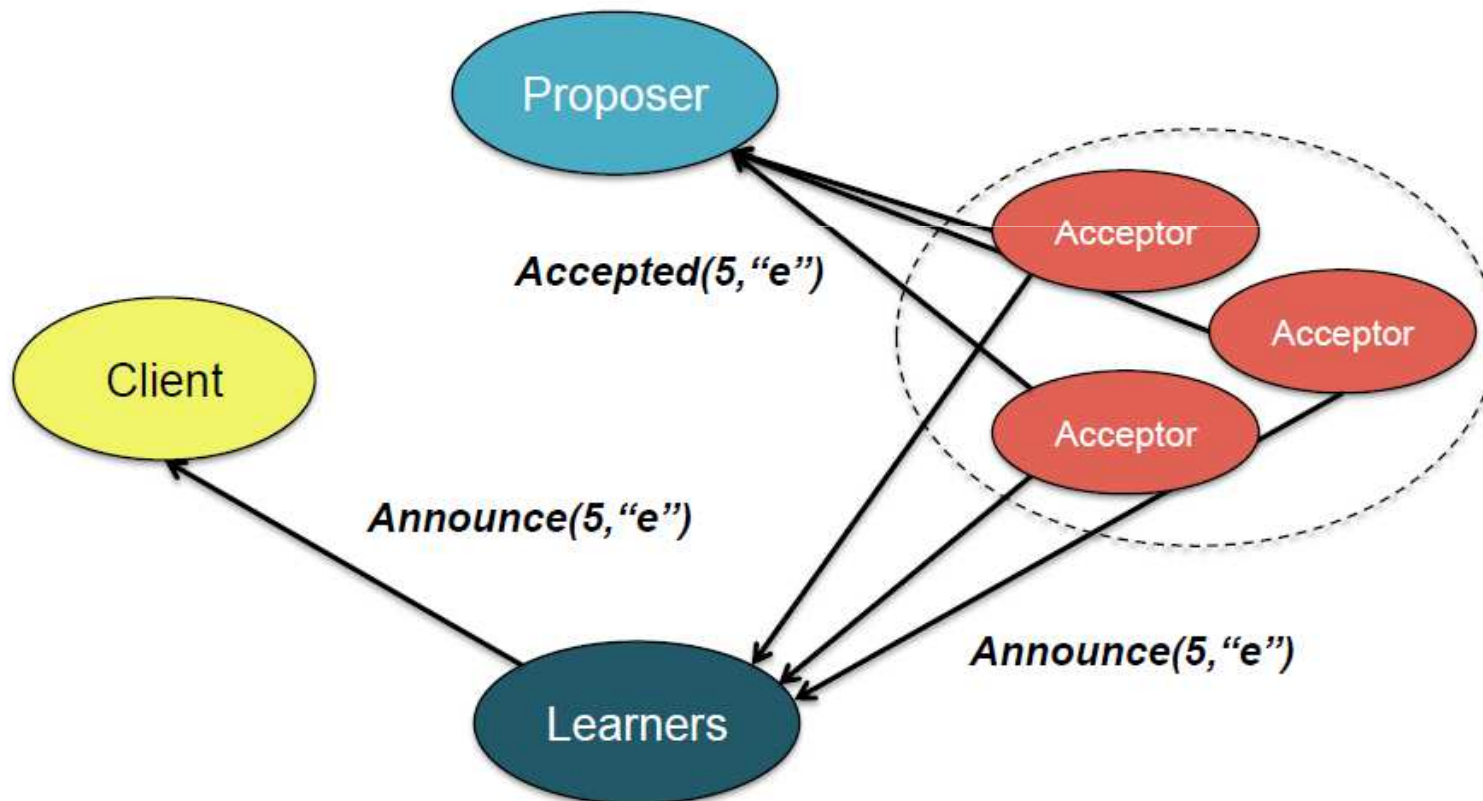 Proposer
Acceptor
Accepted(5,“e”)
Acceptor
Client
Acceptor
Announce(5,“e”)
Announce(5,“e”)
Learners